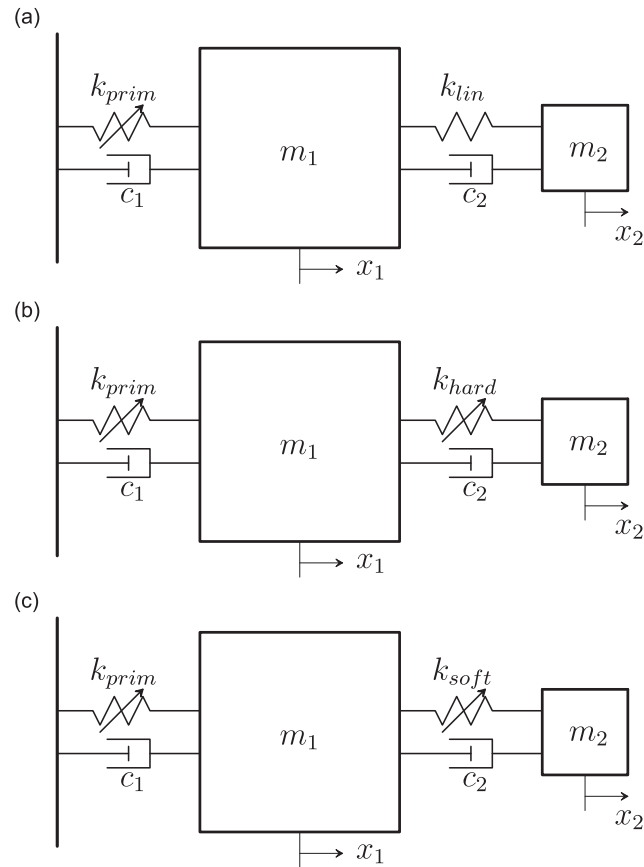 (a)
k_prim k_lin
m_1 m_2
c_1 c_2
x_2
x_1
(b)
k_prim k_hard
m_1 m_2
c_1 c_2
x_2
x_1
(c)
k_prim k_soft
m_1 m_2
c_1 c_2
x_2
x_1